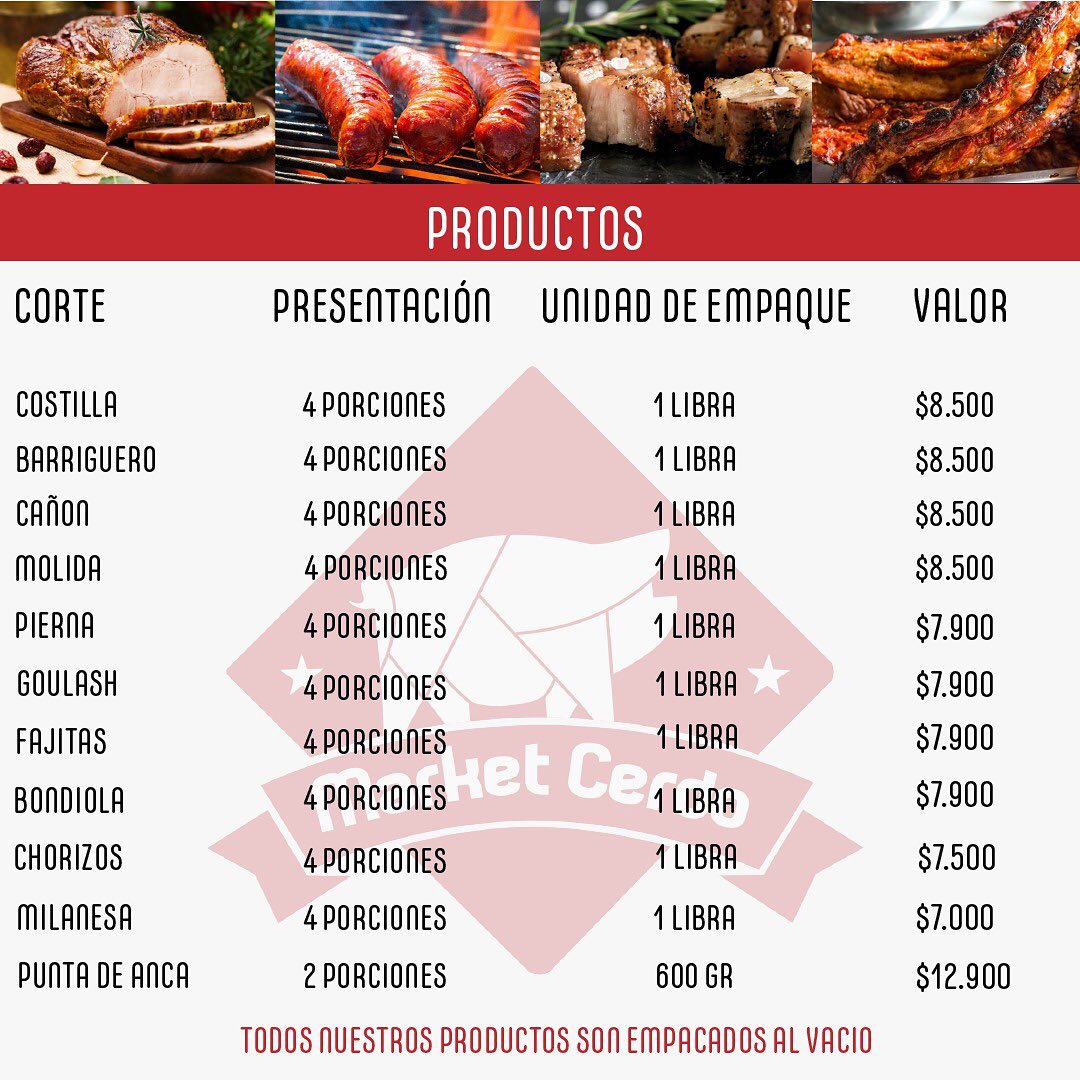 PRODUCTOS
CORTE PRESENTACIÓN UNIDAD DE EMPAQUE VALOR
COSTILLA 4 PORCIONES 1 LIBRA $8.500
BARRIGUERO 4 PORCIONES 1 LIBRA $8.500
CAÑON 4 PORCIONES 1 LIBRA $8.500
MOLIDA 4 PORCIONES 1 LIBRA $8.500
PIERNA 4 PORCIONES 1 LIBRA $7.900
GOULASH 4 PORCIONES 1 LIBRA $7.900
FAJITAS 4 PORCIONES 1 LIBRA $7.900
Market Cerdo
BONDIOLA 4 PORCIONES 1 LIBRA $7.900
CHORIZOS 4 PORCIONES 1 LIBRA $7.500
MILANESA 4 PORCIONES 1 LIBRA $7.000
PUNTA DE ANCA 2 PORCIONES 600 GR $12.900
TODOS NUESTROS PRODUCTOS SON EMPACADOS AL VACIO